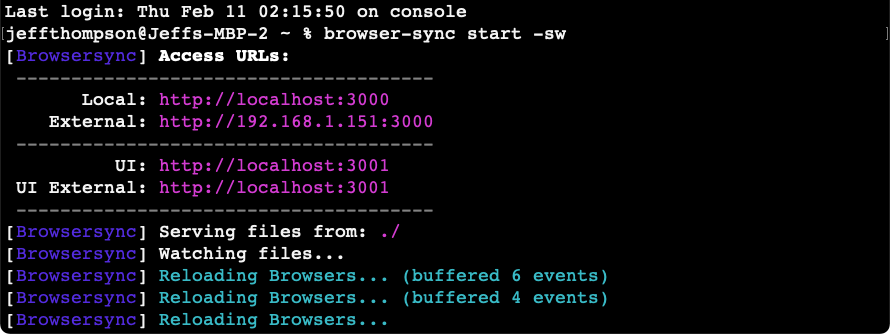 Last login: Thu Feb 11 02:15:50 on console
[jeffthompson@Jeffs-MBP-2 ~ % browser-sync start -sw ]
[Browsersync] Access URLs:
--------------------------------------
Local: http://localhost:3000
External: http://192.168.1.151:3000
--------------------------------------
UI: http://localhost:3001
UI External: http://localhost:3001
--------------------------------------
[Browsersync] Serving files from: ./
[Browsersync] Watching files...
[Browsersync] Reloading Browsers... (buffered 6 events)
[Browsersync] Reloading Browsers... (buffered 4 events)
[Browsersync] Reloading Browsers...